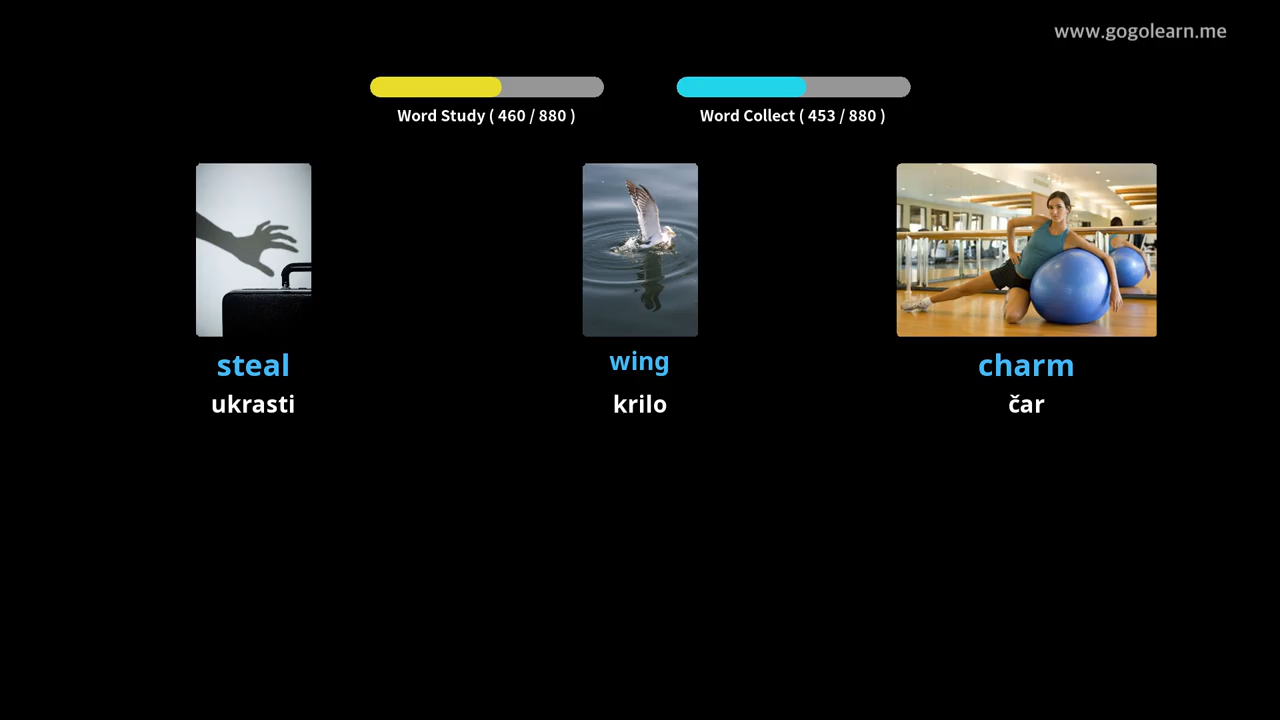 www.gogolearn.me
Word Study ( 460 / 880 )
Word Collect ( 453 / 880 )
steal
wing
charm
ukrasti
krilo
čar